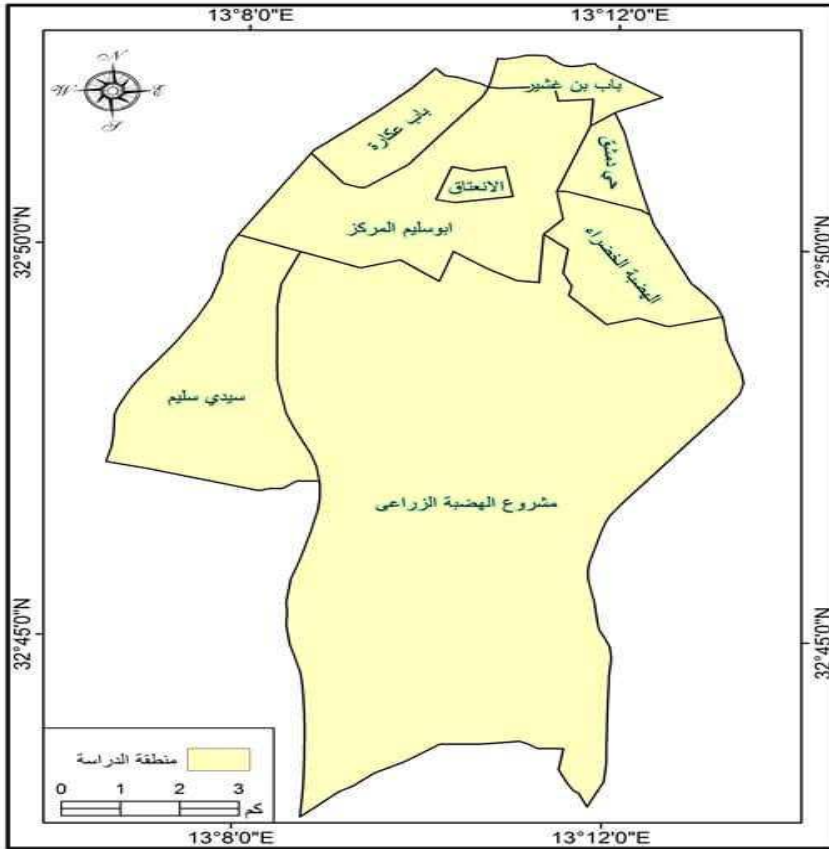 13°8'0"E
13°12'0"E
N
W
E
S
باب بن غشير
باب عكارة
حي دمشق
الانعتاق
ابوسليم المركز
الهضبة الخضراء
32°50'0"N
32°50'0"N
سيدي سليم
مشروع الهضبة الزراعى
32°45'0"N
32°45'0"N
منطقة الدراسة
0 1 2 3
كم
13°8'0"E
13°12'0"E